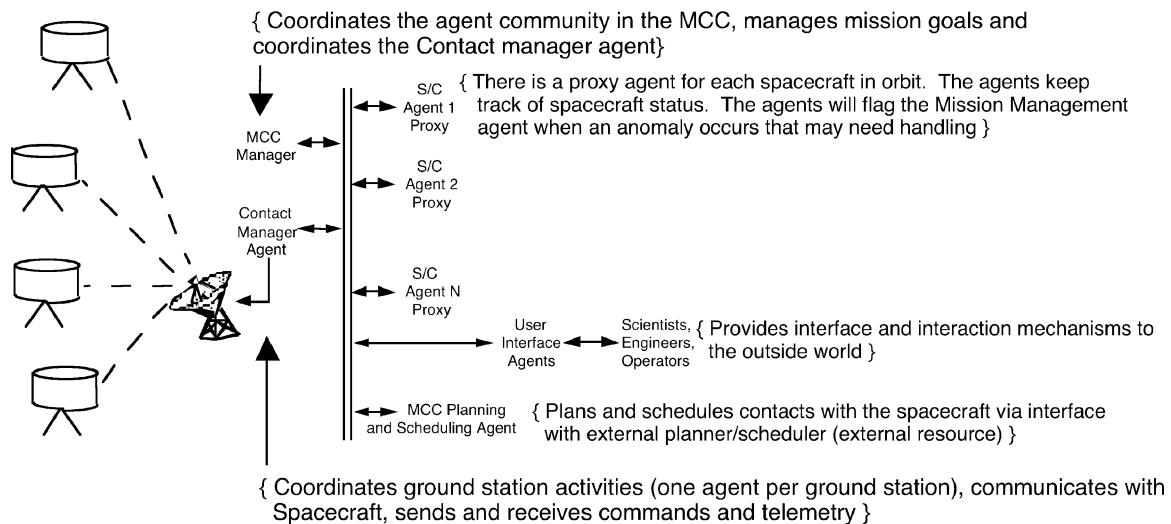 { Coordinates the agent community in the MCC, manages mission goals and
coordinates the Contact manager agent}
S/C
Agent 1
Proxy
{ There is a proxy agent for each spacecraft in orbit. The agents keep
track of spacecraft status. The agents will flag the Mission Management
agent when an anomaly occurs that may need handling }
MCC
Manager
S/C
Agent 2
Proxy
Contact
Manager
Agent
S/C
Agent N
Proxy
User
Interface
Agents
Scientists,
Engineers,
Operators
{ Provides interface and interaction mechanisms to
the outside world }
MCC Planning
and Scheduling Agent
{ Plans and schedules contacts with the spacecraft via interface
with external planner/scheduler (external resource) }
{ Coordinates ground station activities (one agent per ground station), communicates with
Spacecraft, sends and receives commands and telemetry }